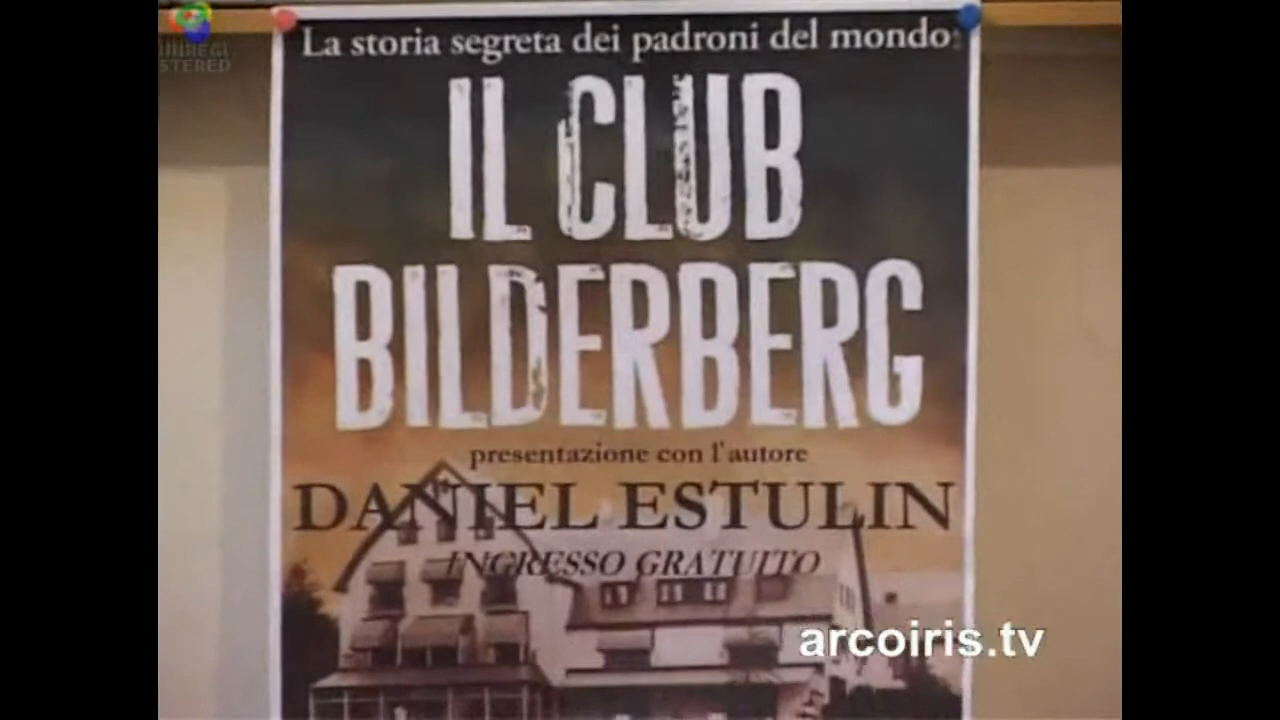 La storia segreta dei padroni del mondo:
IL CLUB
BILDERBERG
presentazione con l'autore
DANIEL ESTULIN
INGRESSO GRATUITO
arcoiris.tv